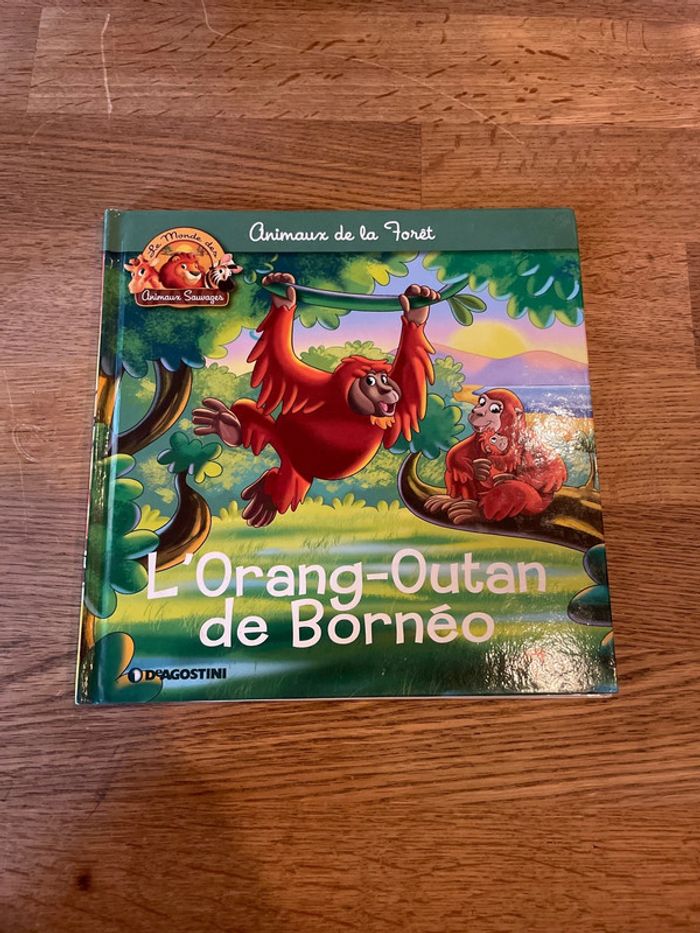 Animaux de la Forêt
Le Monde des
Animaux Sauvages
L'Orang-Outan
de Bornéo
DeAGOSTINI